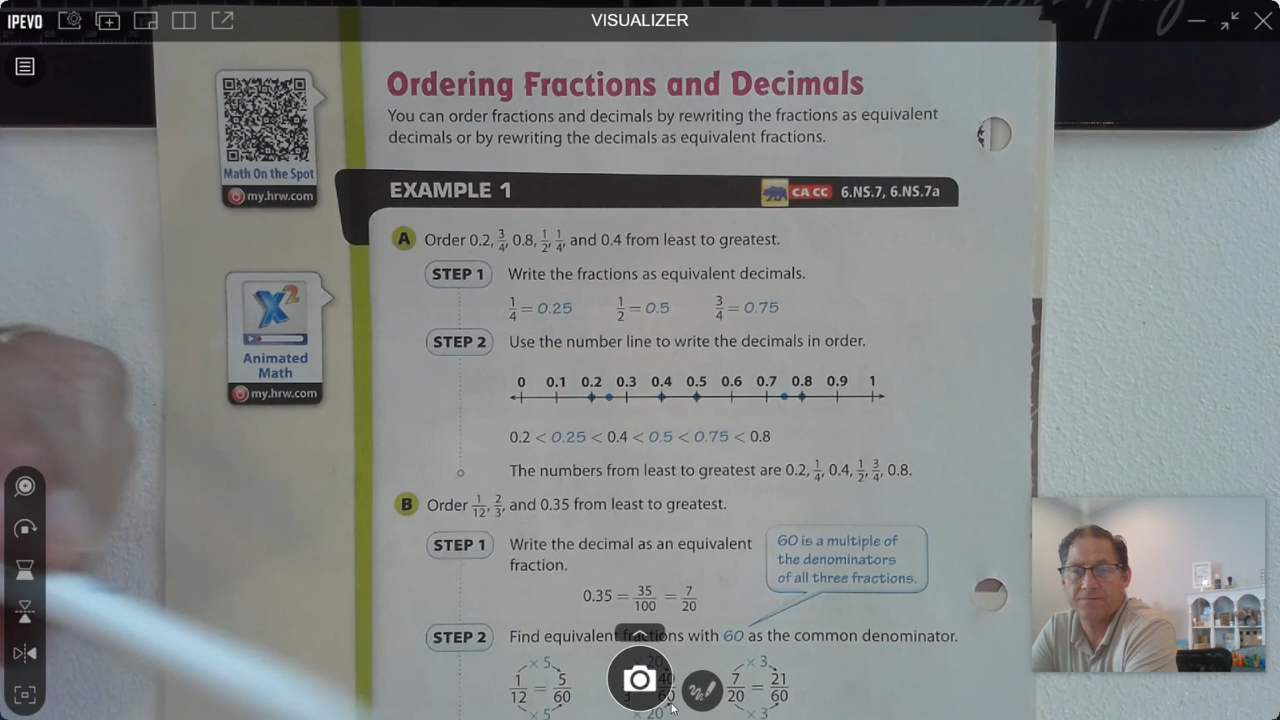 IPEVO
VISUALIZER
Math On the Spot
my.hrw.com
Ordering Fractions and Decimals
You can order fractions and decimals by rewriting the fractions as equivalent
decimals or by rewriting the decimals as equivalent fractions.
EXAMPLE 1
CA CC 6.NS.7, 6.NS.7a
A Order 0.2, 3/4, 0.8, 1/2, 1/4, and 0.4 from least to greatest.
STEP 1 Write the fractions as equivalent decimals.
1/4 = 0.25 1/2 = 0.5 3/4 = 0.75
X2
Animated
Math
my.hrw.com
STEP 2 Use the number line to write the decimals in order.
0 0.1 0.2 0.3 0.4 0.5 0.6 0.7 0.8 0.9 1
0.2 < 0.25 < 0.4 < 0.5 < 0.75 < 0.8
The numbers from least to greatest are 0.2, 1/4, 0.4, 1/2, 3/4, 0.8.
B Order 1/12, 2/3, and 0.35 from least to greatest.
STEP 1 Write the decimal as an equivalent
fraction.
60 is a multiple of
the denominators
of all three fractions.
0.35 = 35/100 = 7/20
STEP 2 Find equivalent fractions with 60 as the common denominator.
×5 20 ×3
1/12 = 5/60 7/20 = 21/60
×5 ×20 ×3